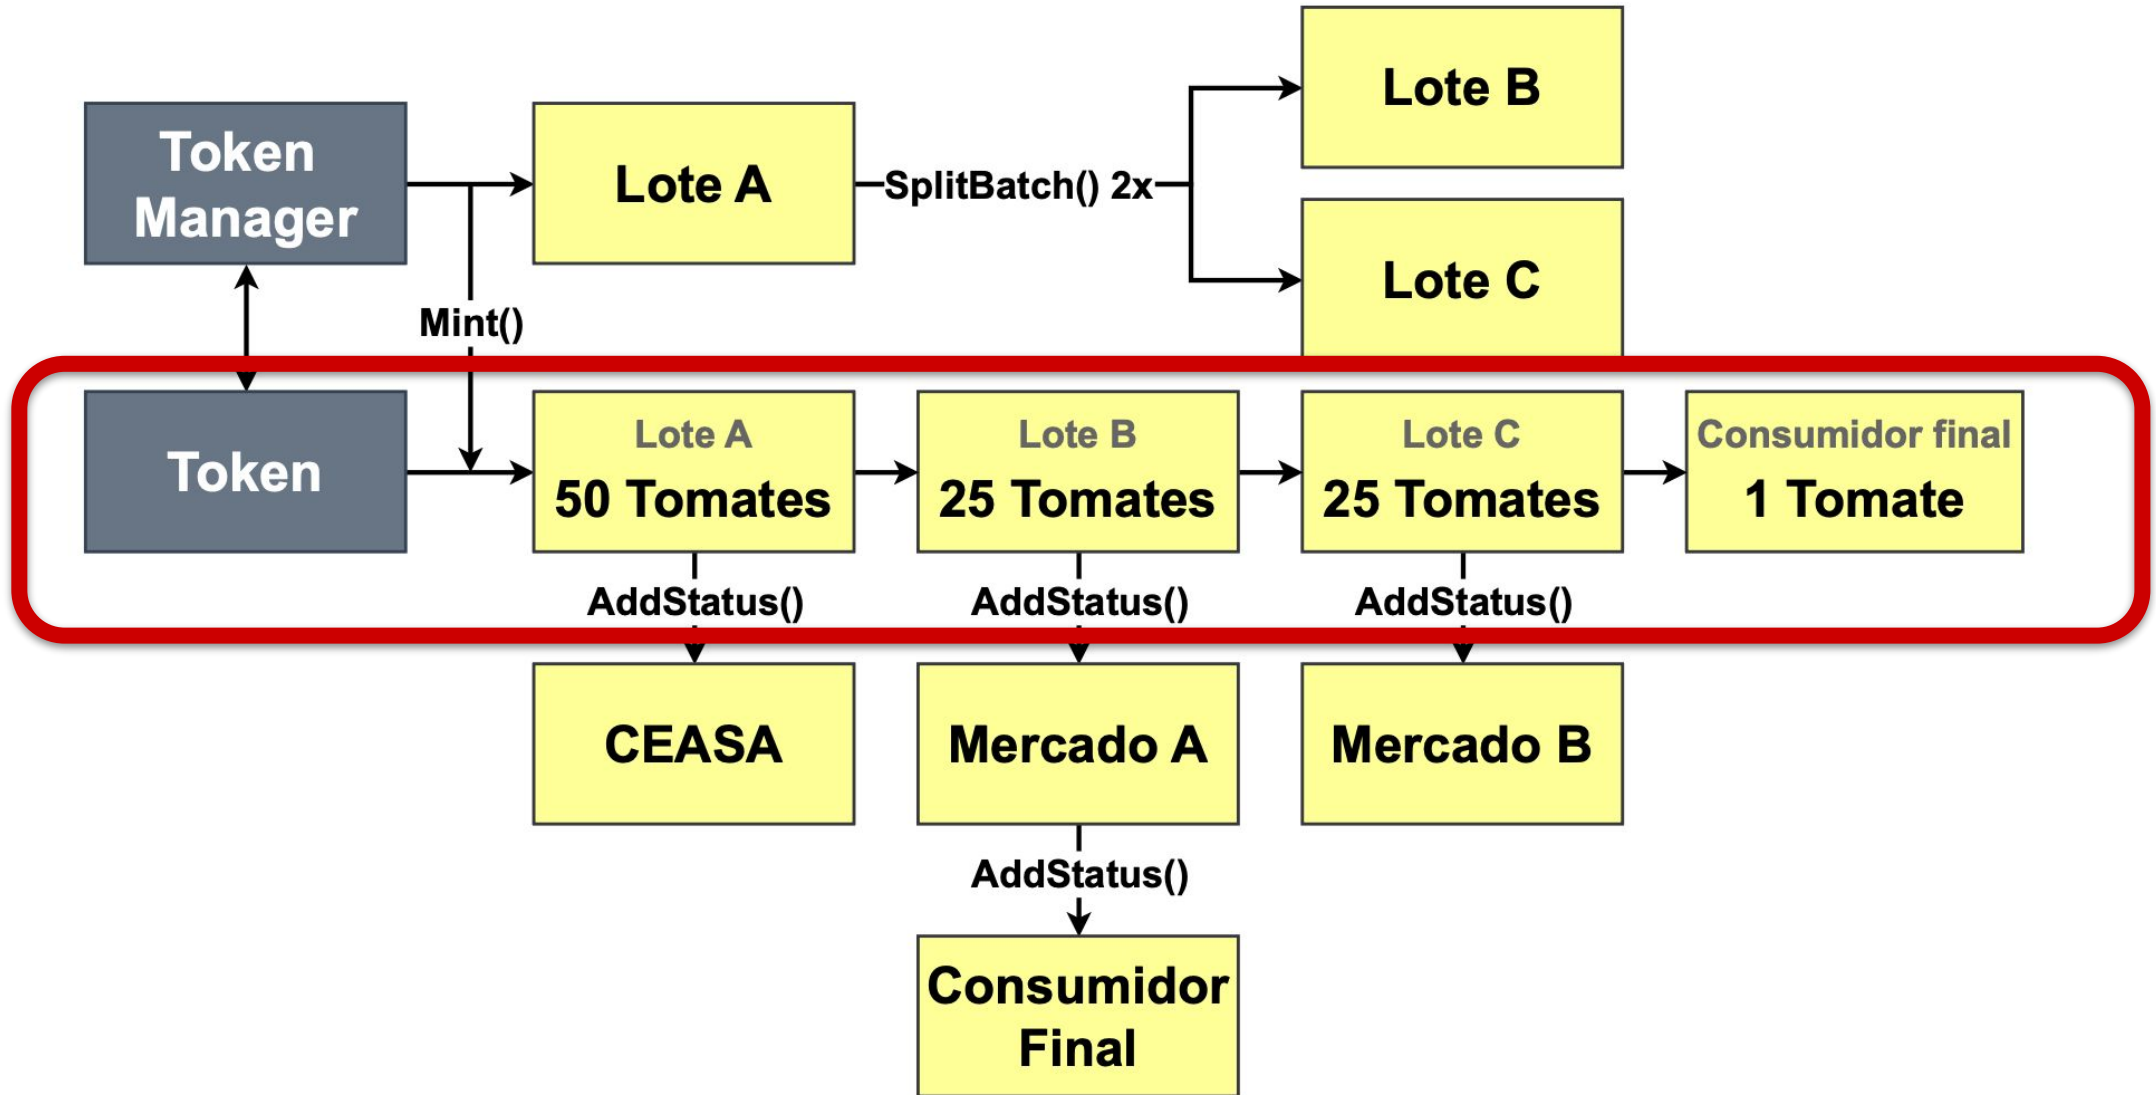 Lote B
Token
Manager
Lote A
SplitBatch() 2x
Lote C
Mint()
Token
Lote A
50 Tomates
Lote B
25 Tomates
Lote C
25 Tomates
Consumidor final
1 Tomate
AddStatus()
AddStatus()
AddStatus()
CEASA
Mercado A
Mercado B
AddStatus()
Consumidor
Final